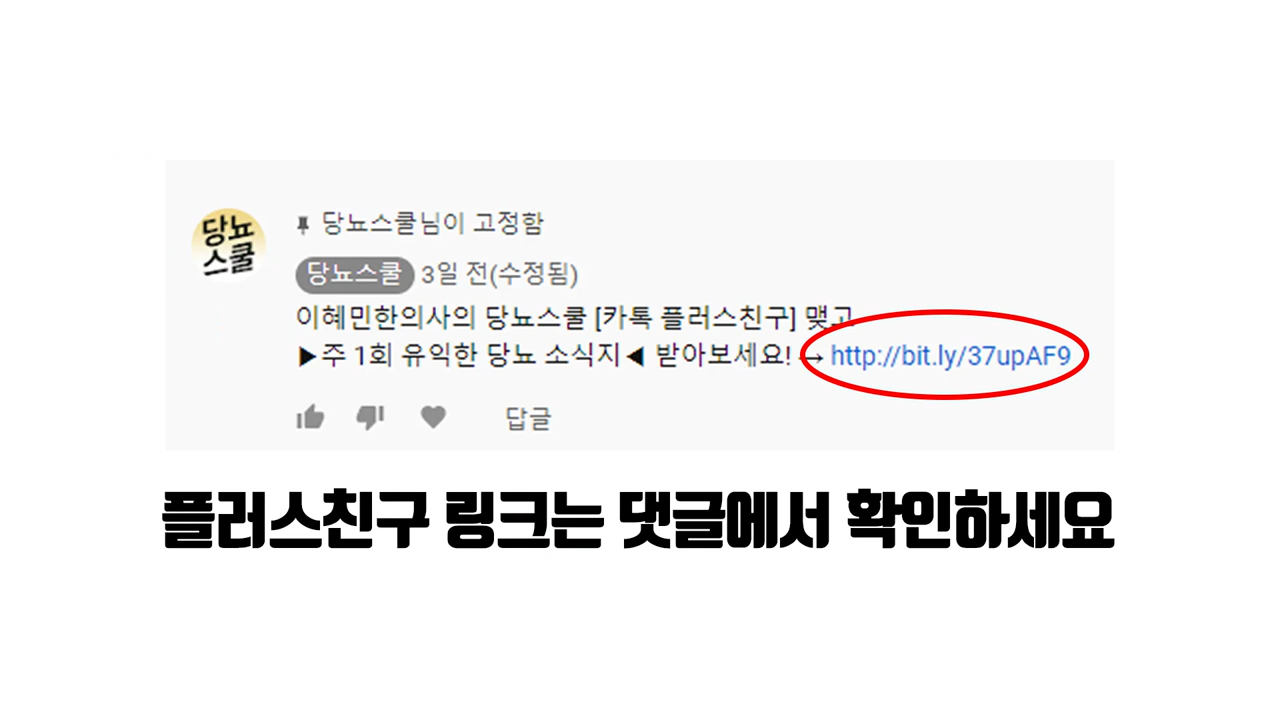 당뇨
스쿨
당뇨스쿨님이 고정함
당뇨스쿨 3일 전(수정됨)
이혜민한의사의 당뇨스쿨 [카톡 플러스친구] 맺고
▶주 1회 유익한 당뇨 소식지◀ 받아보세요! → http://bit.ly/37upAF9
답글
플러스친구 링크는 댓글에서 확인하세요